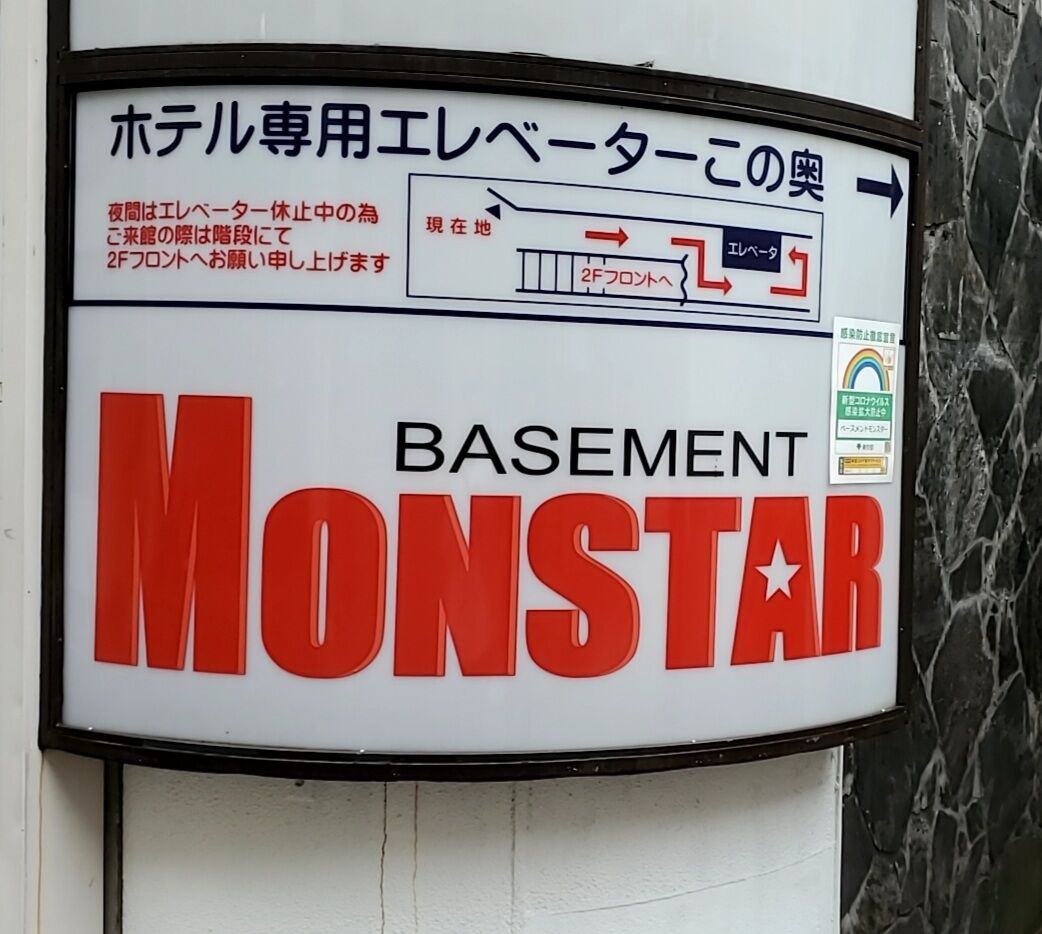 ホテル専用エレベーターこの奥
夜間はエレベーター休止中の為
ご来館の際は階段にて
2Fフロントへお願い申し上げます
現在地
エレベータ
2Fフロントへ
感染防止徹底宣言
新型コロナウイルス
感染拡大防止中
ベースメントモンスター
東京都
BASEMENT
MONSTAR